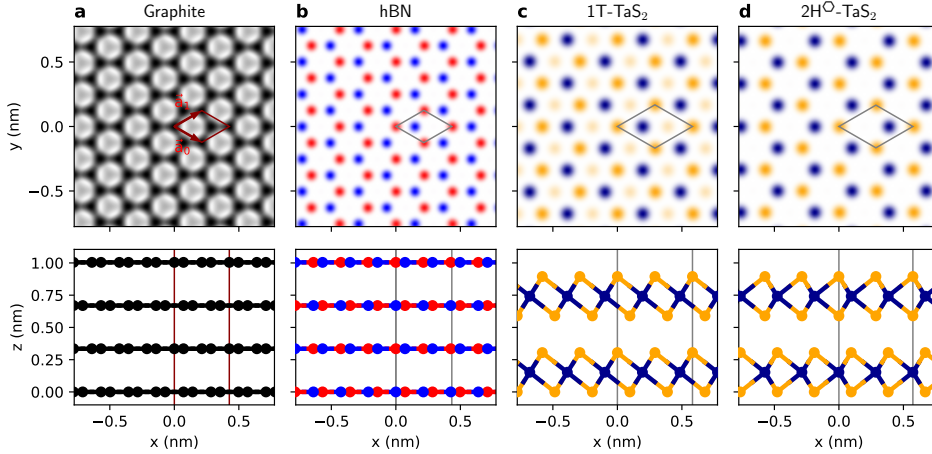 a Graphite b hBN c 1T-TaS₂ d 2H^⬡-TaS₂
0.5
0.0
−0.5
y (nm)
a⃗₁
a⃗₀
1.00
0.75
0.50
0.25
0.00
z (nm)
−0.5 0.0 0.5 −0.5 0.0 0.5 −0.5 0.0 0.5 −0.5 0.0 0.5
x (nm) x (nm) x (nm) x (nm)